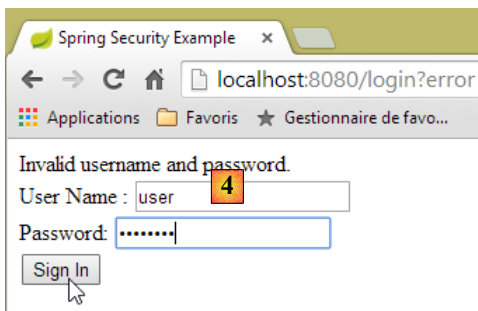 Spring Security Example ×
localhost:8080/login?error
Applications Favoris Gestionnaire de favo...
Invalid username and password.
User Name : user
4
Password: ••••••••
Sign In